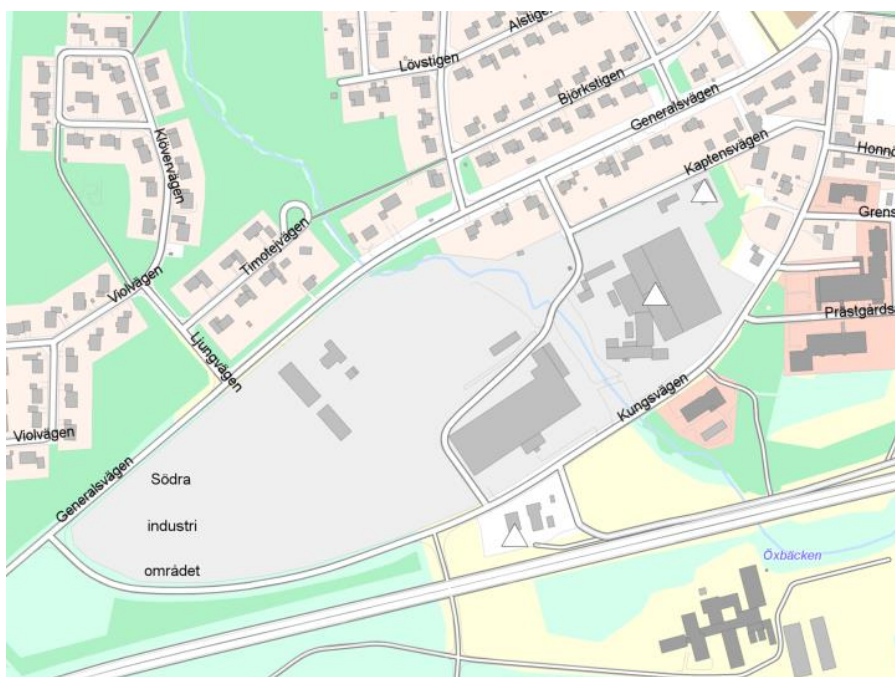 Alstigen
Lövstigen
Björkstigen
Generalsvägen
Klövervägen
Kaptensvägen
Honnö
Grens
Timotejvägen
Violvägen
Prästgårds
Ljungvägen
Kungsvägen
Violvägen
Generalsvägen
Södra
industri
området
Öxbäcken